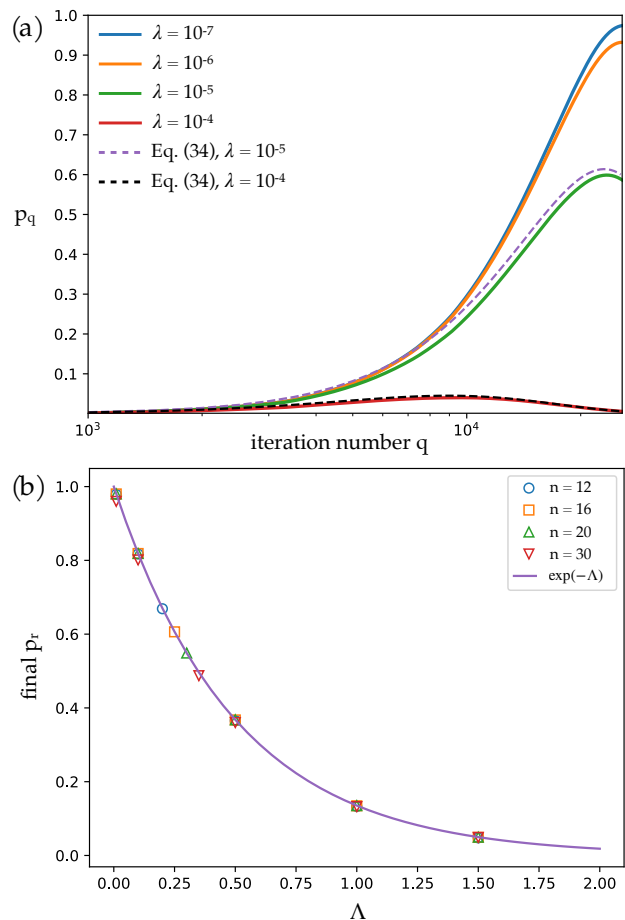 (a)
1.0
0.9
0.8
0.7
0.6
0.5
0.4
0.3
0.2
0.1
p_q
λ = 10⁻⁷
λ = 10⁻⁶
λ = 10⁻⁵
λ = 10⁻⁴
Eq. (34), λ = 10⁻⁵
Eq. (34), λ = 10⁻⁴
10³
10⁴
iteration number q
(b)
1.0
0.8
0.6
0.4
0.2
0.0
final p_r
n = 12
n = 16
n = 20
n = 30
exp(−Λ)
0.00 0.25 0.50 0.75 1.00 1.25 1.50 1.75 2.00
Λ